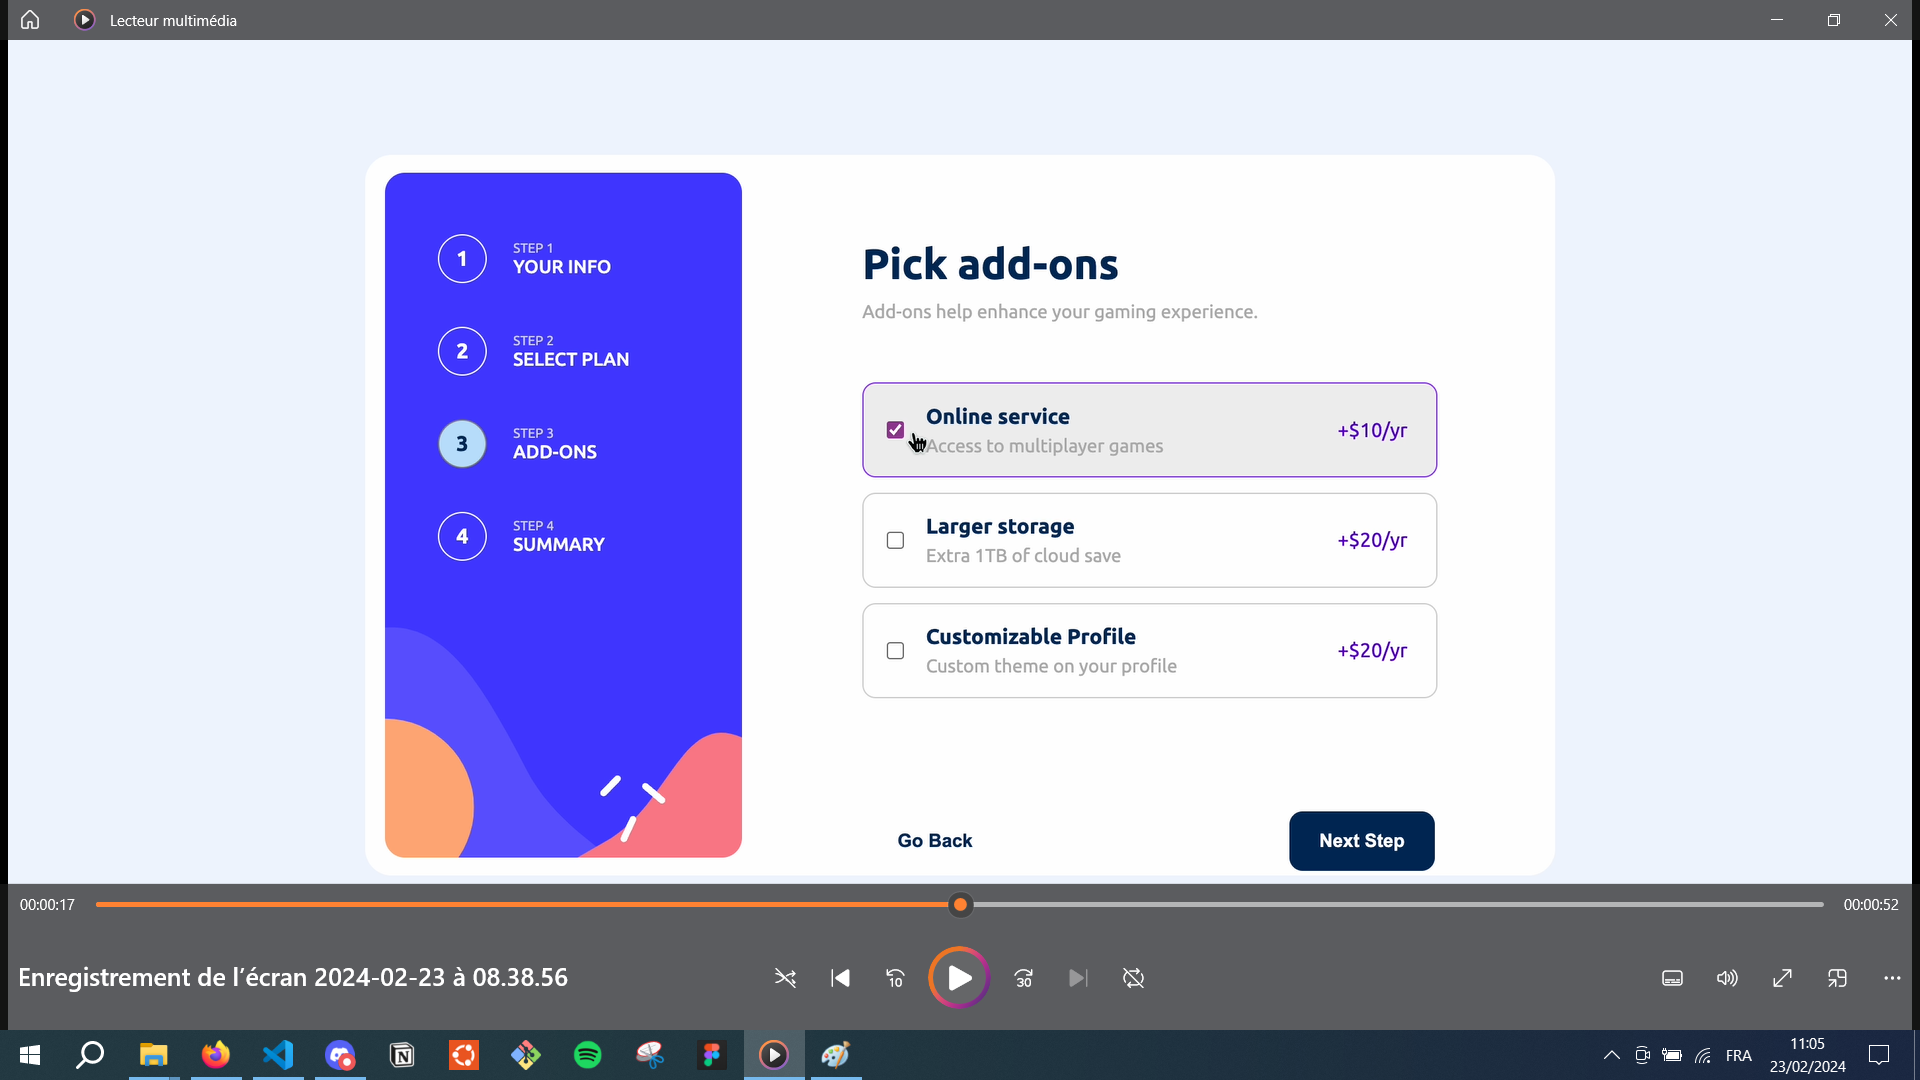 Lecteur multimédia
1
STEP 1
YOUR INFO
2
STEP 2
SELECT PLAN
3
STEP 3
ADD-ONS
4
STEP 4
SUMMARY
Pick add-ons
Add-ons help enhance your gaming experience.
Online service
Access to multiplayer games
+$10/yr
Larger storage
Extra 1TB of cloud save
+$20/yr
Customizable Profile
Custom theme on your profile
+$20/yr
Go Back
Next Step
00:00:17
00:00:52
Enregistrement de l’écran 2024-02-23 à 08.38.56
10
30
FRA
11:05
23/02/2024